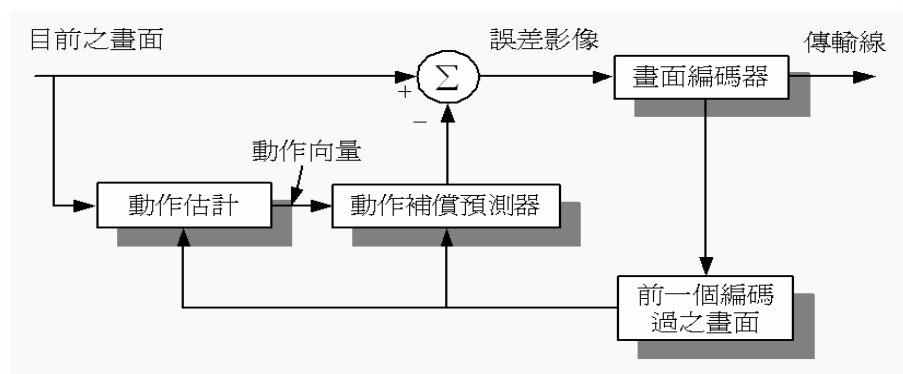 目前之畫面
誤差影像
傳輸線
Σ
畫面編碼器
+
−
動作向量
動作估計
動作補償預測器
前一個編碼
過之畫面